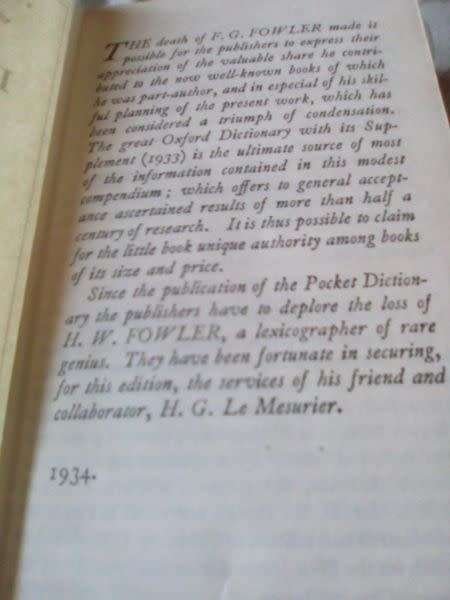 THE death of F. G. FOWLER made it
possible for the publishers to express their
appreciation of the valuable share he contri-
buted to the now well-known books of which
he was part-author, and in especial of his skil-
ful planning of the present work, which has
been considered a triumph of condensation.
The great Oxford Dictionary with its Sup-
plement (1933) is the ultimate source of most
of the information contained in this modest
compendium; which offers to general accept-
ance ascertained results of more than half a
century of research. It is thus possible to claim
for the little book unique authority among books
of its size and price.
Since the publication of the Pocket Diction-
ary the publishers have to deplore the loss of
H. W. FOWLER, a lexicographer of rare
genius. They have been fortunate in securing,
for this edition, the services of his friend and
collaborator, H. G. Le Mesurier.
1934.